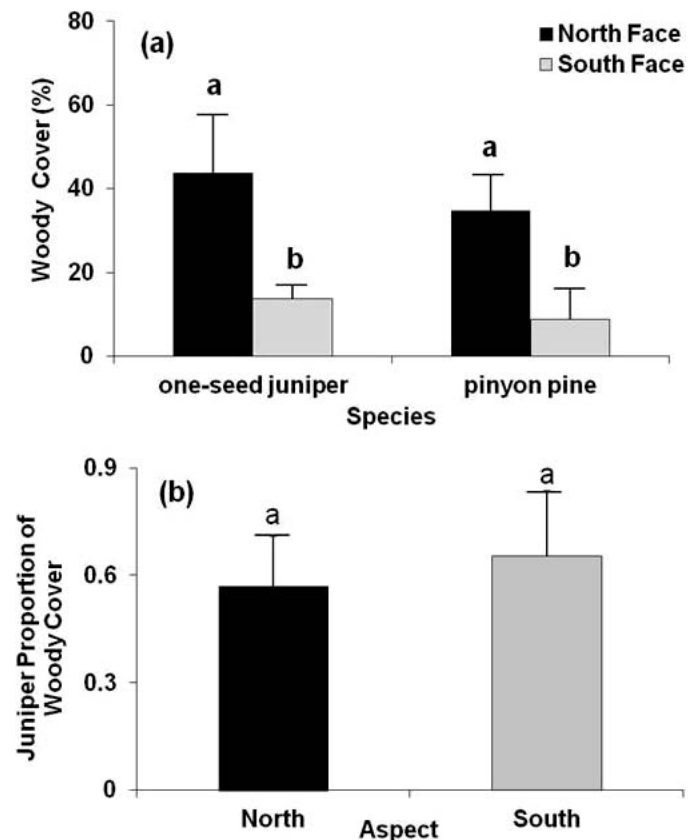 80
(a)
North Face
South Face
60
a
a
Woody Cover (%)
40
b
b
20
0
one-seed juniper
pinyon pine
Species
0.9
(b)
a
a
Juniper Proportion of
Woody Cover
0.6
0.3
0
North
South
Aspect